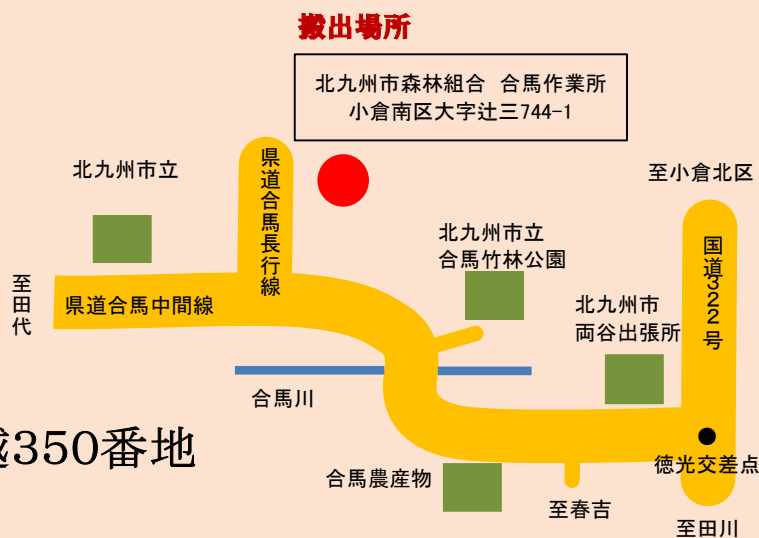 搬出場所
北九州市森林組合 合馬作業所
小倉南区大字辻三744-1
北九州市立
県道合馬長行線
至小倉北区
北九州市立
合馬竹林公園
国道322号
至田代
県道合馬中間線
北九州市
両谷出張所
合馬川
越350番地
合馬農産物
徳光交差点
至春吉
至田川